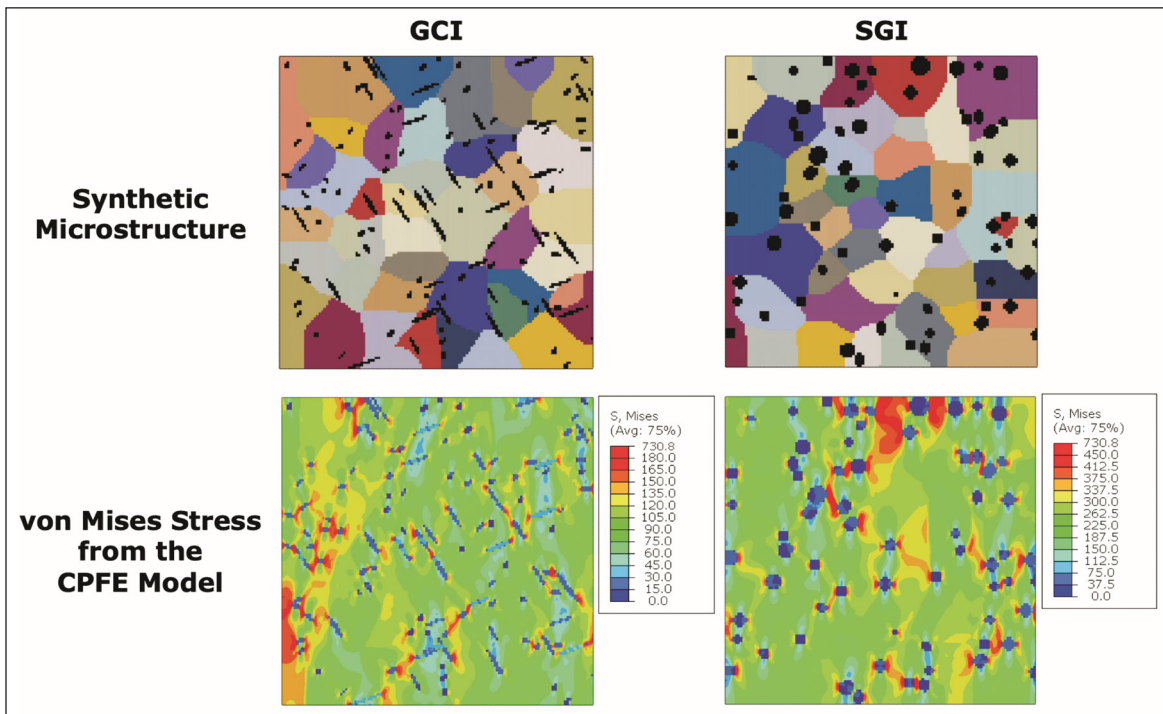 GCI
SGI
Synthetic
Microstructure
von Mises Stress
from the
CPFE Model
S, Mises
(Avg: 75%)
730.8
180.0
165.0
150.0
135.0
120.0
105.0
90.0
75.0
60.0
45.0
30.0
15.0
0.0
S, Mises
(Avg: 75%)
730.8
450.0
412.5
375.0
337.5
300.0
262.5
225.0
187.5
150.0
112.5
75.0
37.5
0.0